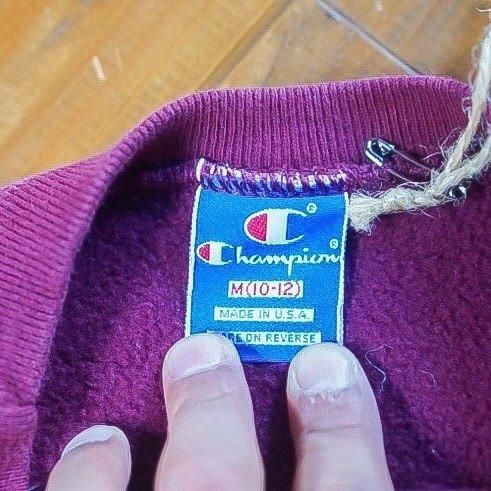 Champion®
M(10-12)
MADE IN U.S.A.
ON REVERSE